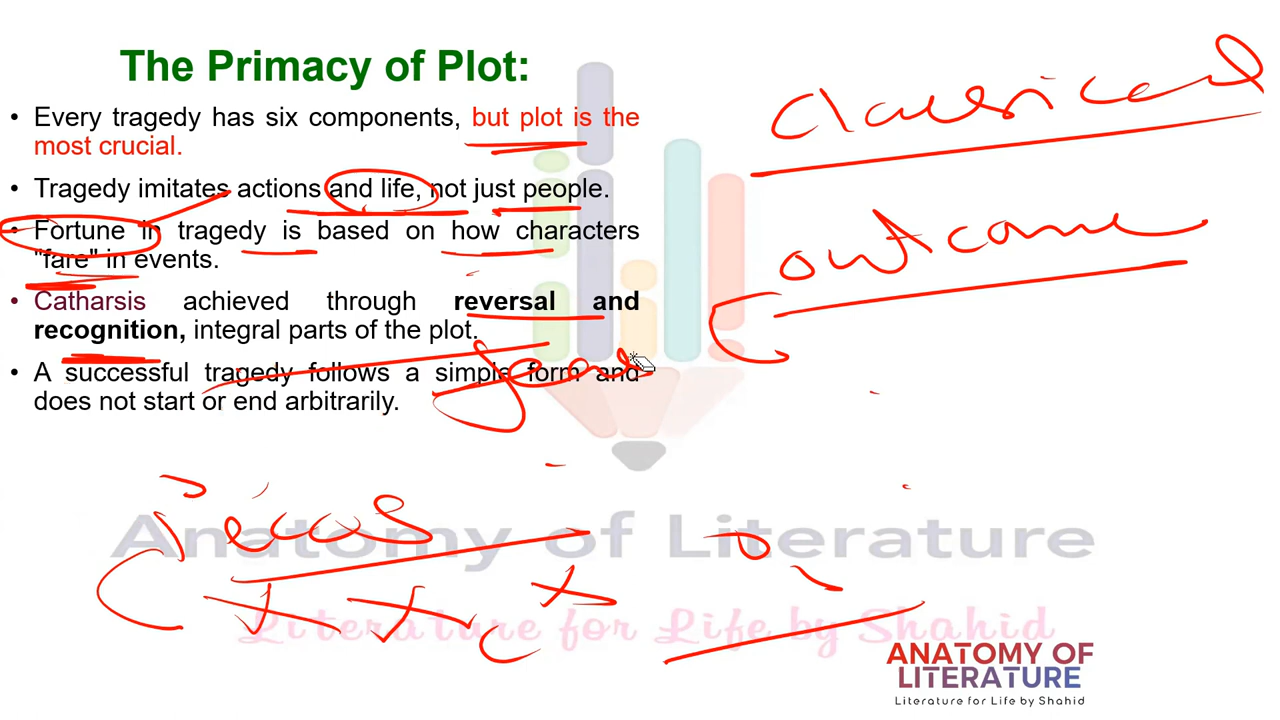 The Primacy of Plot:
• Every tragedy has six components, but plot is the
most crucial.
• Tragedy imitates actions and life, not just people.
• Fortune in tragedy is based on how characters
"fare" in events.
• Catharsis achieved through reversal and
recognition, integral parts of the plot.
• A successful tragedy follows a simple form and
does not start or end arbitrarily.
Classical
outcome
Anatomy of Literature
Literature for Life by Shahid
ANATOMY OF
LITERATURE
Literature for Life by Shahid